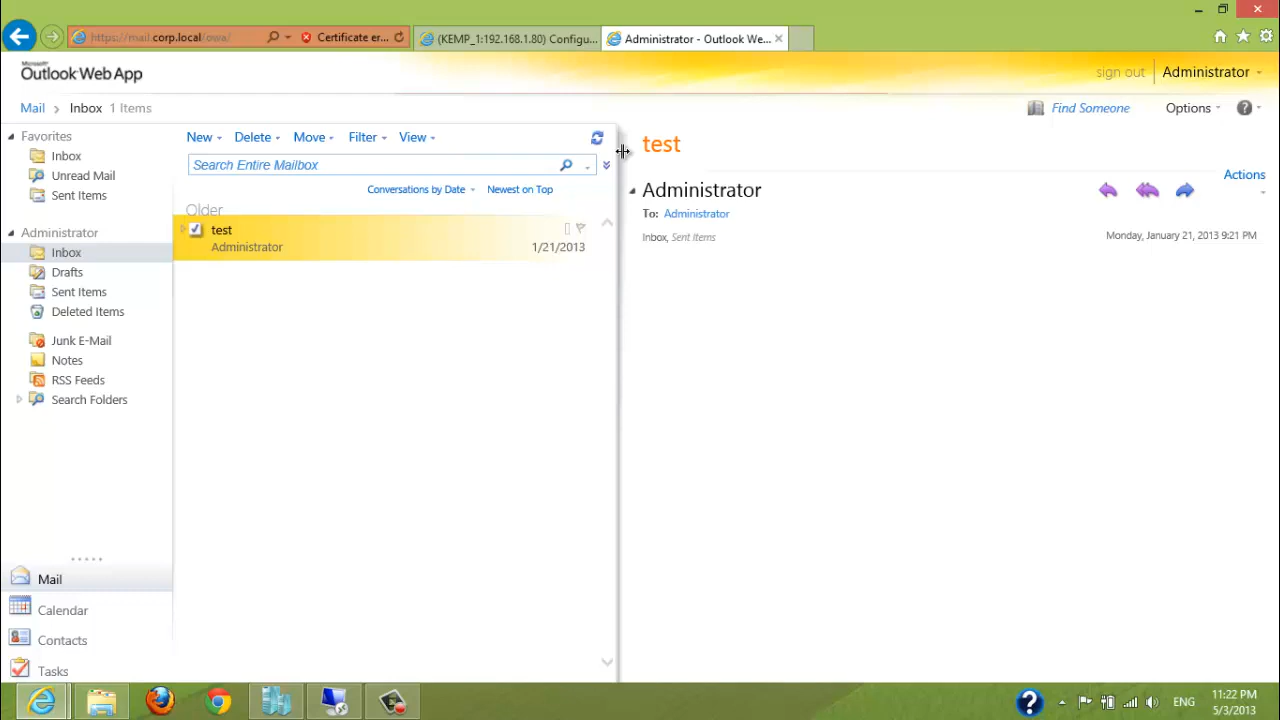 https://mail.corp.local/owa/
Certificate er...
(KEMP_1:192.168.1.80) Configu...
Administrator - Outlook We...
Microsoft
Outlook Web App
sign out
Administrator
Mail
Inbox 1 Items
Find Someone
Options
Favorites
Inbox
Unread Mail
Sent Items
Administrator
Inbox
Drafts
Sent Items
Deleted Items
Junk E-Mail
Notes
RSS Feeds
Search Folders
Mail
Calendar
Contacts
Tasks
New
Delete
Move
Filter
View
Search Entire Mailbox
Conversations by Date
Newest on Top
Older
test
Administrator
1/21/2013
test
Actions
Administrator
To: Administrator
Inbox, Sent Items
Monday, January 21, 2013 9:21 PM
ENG
11:22 PM
5/3/2013